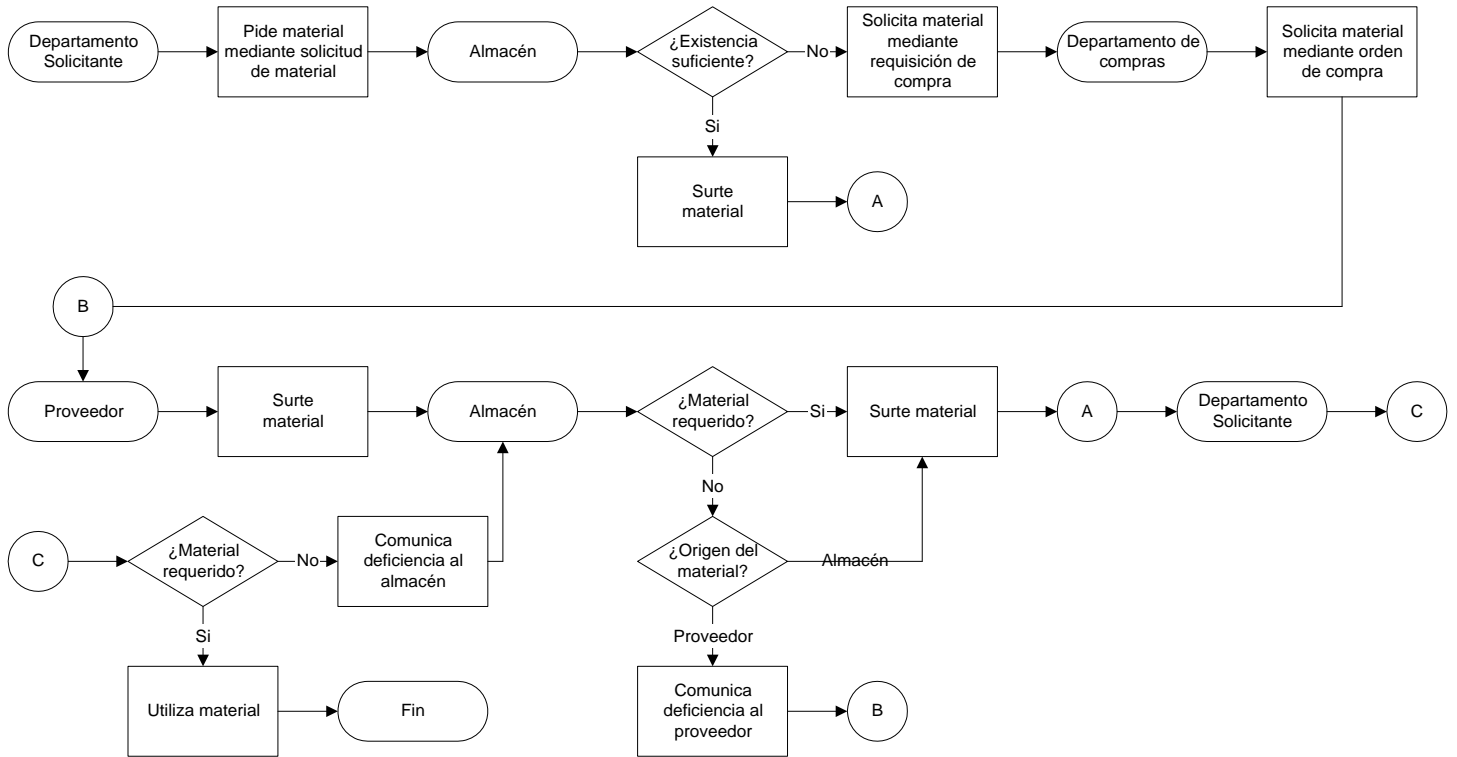 Departamento
Solicitante
Pide material
mediante solicitud
de material
Almacén
¿Existencia
suficiente?
No
Solicita material
mediante
requisición de
compra
Departamento de
compras
Solicita material
mediante orden
de compra
Si
Surte
material
A
B
Proveedor
Surte
material
Almacén
¿Material
requerido?
Si
Surte material
A
Departamento
Solicitante
C
No
C
¿Material
requerido?
No
Comunica
deficiencia al
almacén
¿Origen del
material?
Almacén
Si
Proveedor
Utiliza material
Fin
Comunica
deficiencia al
proveedor
B